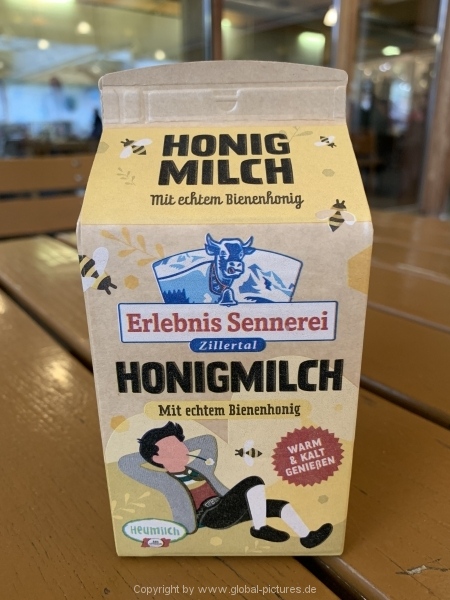 HONIG
MILCH
Mit echtem Bienenhonig
Erlebnis Sennerei
Zillertal
HONIGMILCH
Mit echtem Bienenhonig
WARM
& KALT
GENIEẞEN
Heumilch
Copyright by www.global-pictures.de